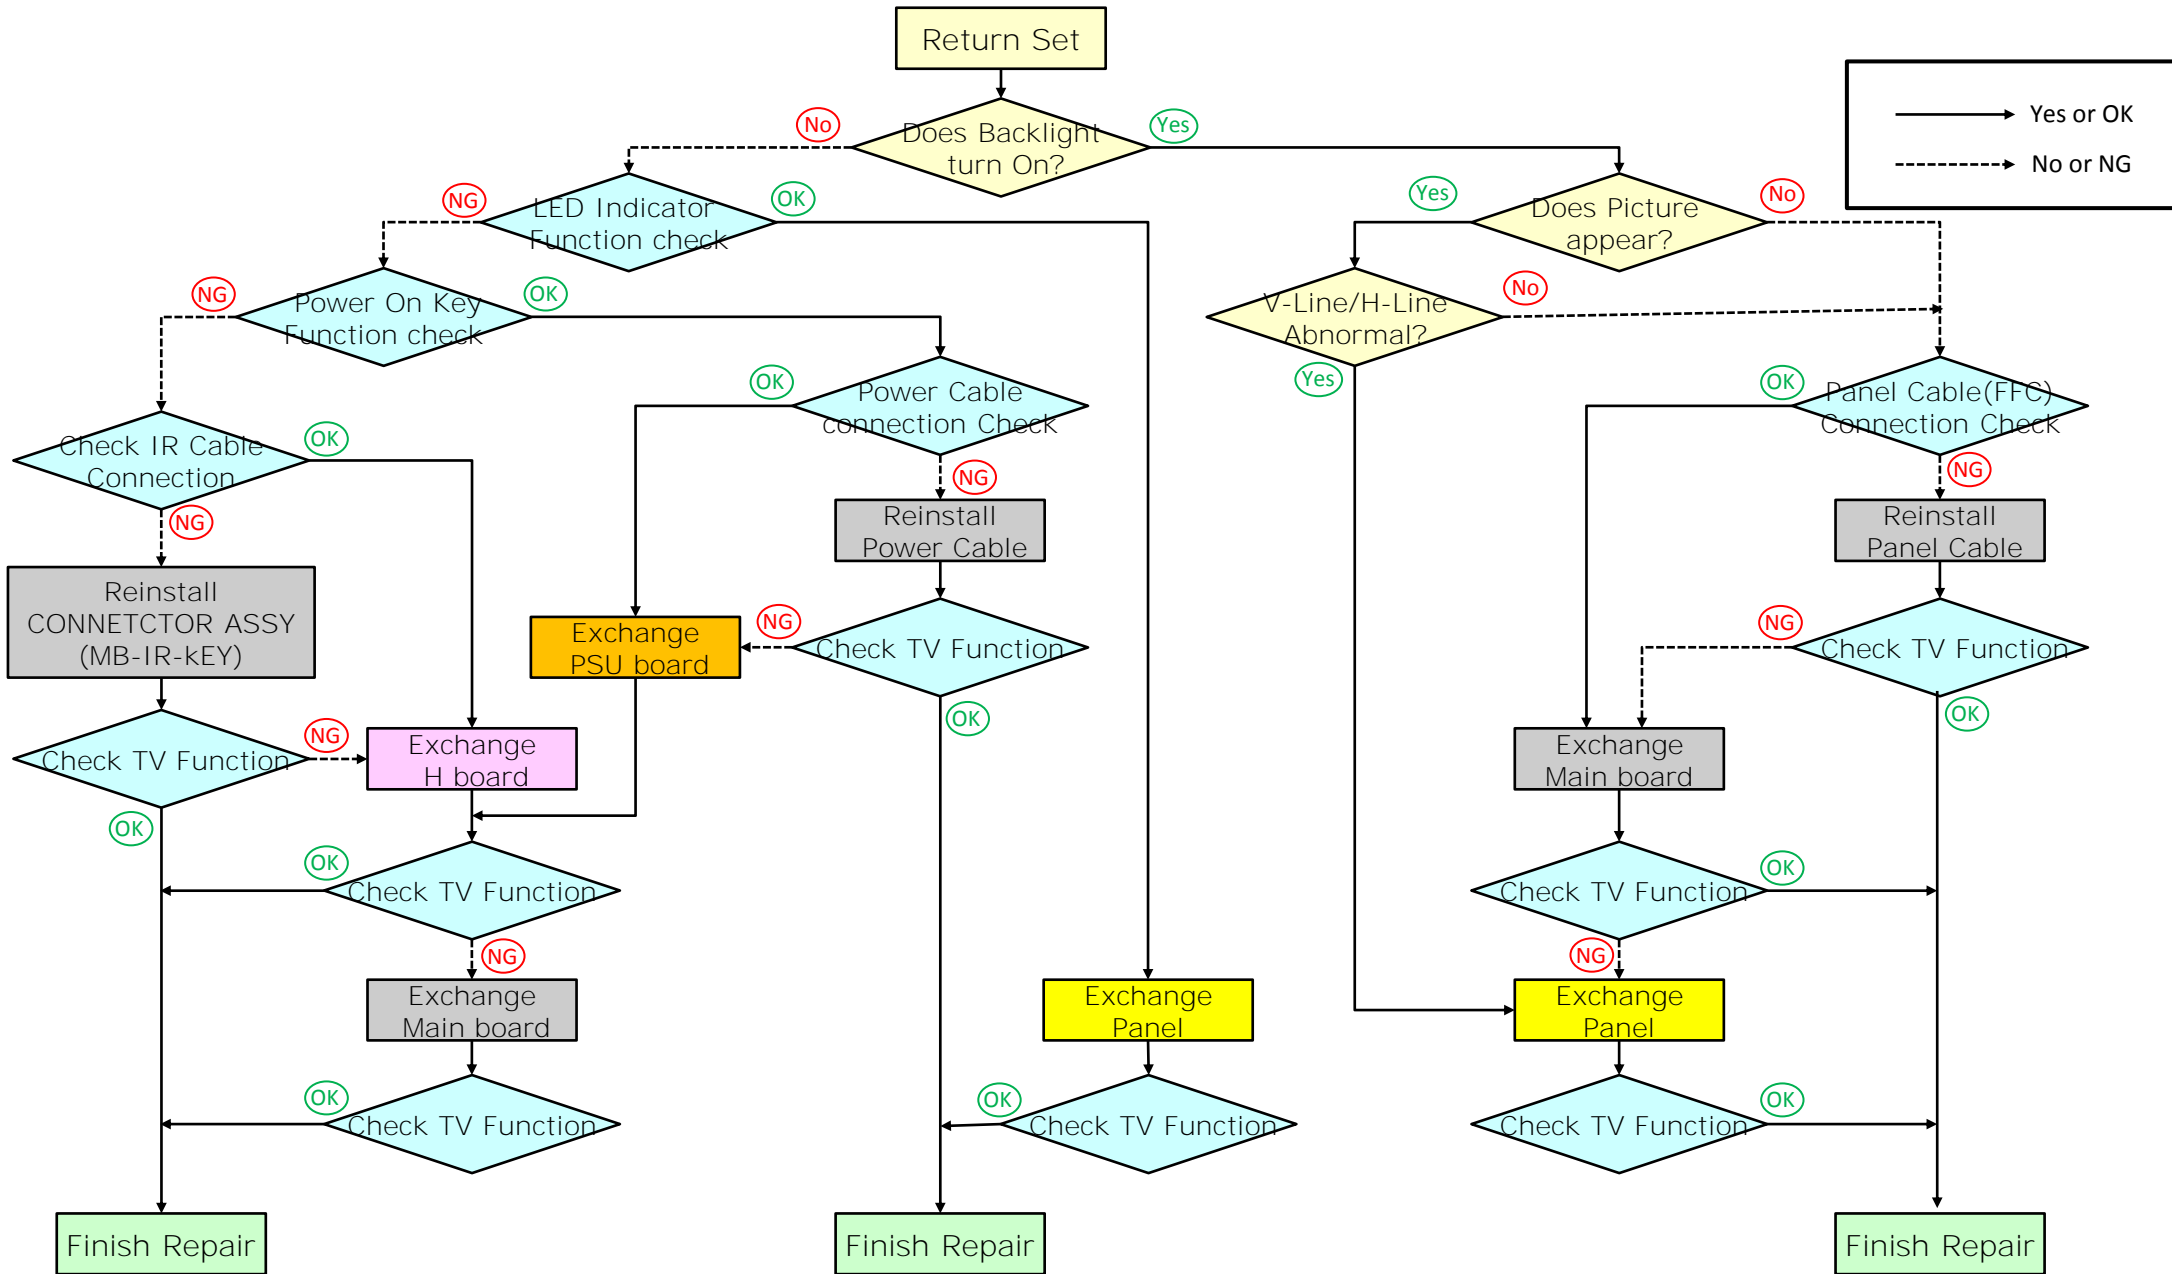 Return Set
Yes or OK
No or NG
No
Does Backlight
turn On?
Yes
NG
LED Indicator
Function check
OK
Yes
Does Picture
appear?
No
NG
Power On Key
Function check
OK
V-Line/H-Line
Abnormal?
No
Yes
OK
Power Cable
connection Check
NG
OK
Panel Cable(FFC)
Connection Check
NG
Check IR Cable
Connection
OK
NG
Reinstall
Power Cable
Reinstall
Panel Cable
Reinstall
CONNETCTOR ASSY
(MB-IR-kEY)
Exchange
PSU board
NG
Check TV Function
OK
NG
Check TV Function
OK
Check TV Function
NG
OK
Exchange
H board
Exchange
Main board
OK
Check TV Function
NG
Check TV Function
OK
NG
Exchange
Main board
Exchange
Panel
Exchange
Panel
OK
Check TV Function
OK
Check TV Function
Check TV Function
OK
Finish Repair
Finish Repair
Finish Repair